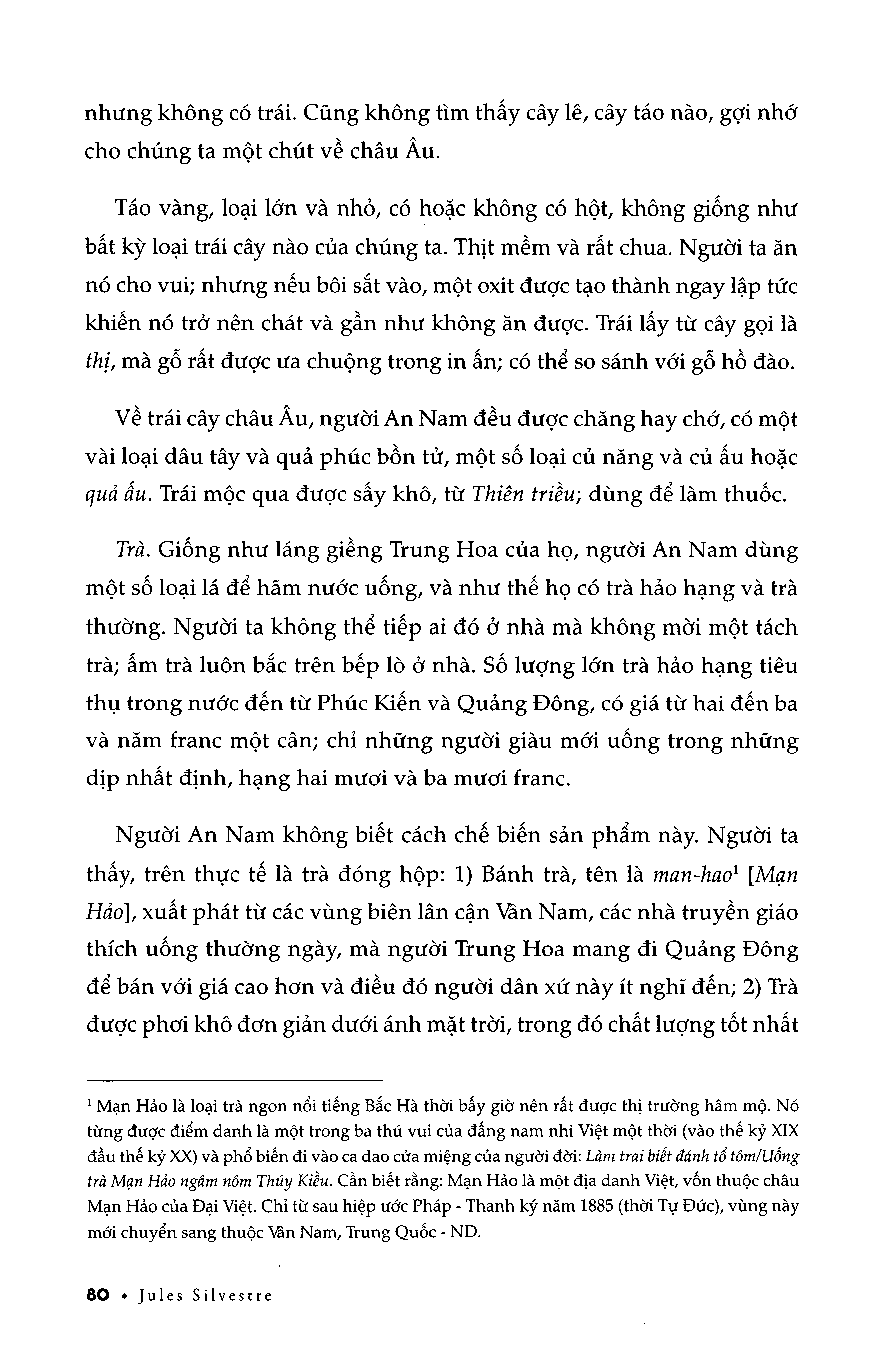 nhưng không có trái. Cũng không tìm thấy cây lê, cây táo nào, gợi nhớ
cho chúng ta một chút về châu Âu.
Táo vàng, loại lớn và nhỏ, có hoặc không có hột, không giống như
bất kỳ loại trái cây nào của chúng ta. Thịt mềm và rất chua. Người ta ăn
nó cho vui; nhưng nếu bôi sắt vào, một oxit được tạo thành ngay lập tức
khiến nó trở nên chát và gần như không ăn được. Trái lấy từ cây gọi là
thị, mà gỗ rất được ưa chuộng trong in ấn; có thể so sánh với gỗ hồ đào.
Về trái cây châu Âu, người An Nam đều được chăng hay chớ, có một
vài loại dâu tây và quả phúc bồn tử, một số loại củ năng và củ ấu hoặc
quả ấu. Trái mộc qua được sấy khô, từ Thiên triều; dùng để làm thuốc.
Trà. Giống như láng giềng Trung Hoa của họ, người An Nam dùng
một số loại lá để hãm nước uống, và như thế họ có trà hảo hạng và trà
thường. Người ta không thể tiếp ai đó ở nhà mà không mời một tách
trà; ấm trà luôn bắc trên bếp lò ở nhà. Số lượng lớn trà hảo hạng tiêu
thụ trong nước đến từ Phúc Kiến và Quảng Đông, có giá từ hai đến ba
và năm franc một cân; chỉ những người giàu mới uống trong những
dịp nhất định, hạng hai mươi và ba mươi franc.
Người An Nam không biết cách chế biến sản phẩm này. Người ta
thấy, trên thực tế là trà đóng hộp: 1) Bánh trà, tên là man-hao¹ [Mạn
Hảo], xuất phát từ các vùng biên lân cận Vân Nam, các nhà truyền giáo
thích uống thường ngày, mà người Trung Hoa mang đi Quảng Đông
để bán với giá cao hơn và điều đó người dân xứ này ít nghĩ đến; 2) Trà
được phơi khô đơn giản dưới ánh mặt trời, trong đó chất lượng tốt nhất
¹ Mạn Hảo là loại trà ngon nổi tiếng Bắc Hà thời bấy giờ nên rất được thị trường hâm mộ. Nó
từng được điểm danh là một trong ba thú vui của đấng nam nhi Việt một thời (vào thế kỷ XIX
đầu thế kỷ XX) và phổ biến đi vào ca dao cửa miệng của người đời: Làm trai biết đánh tổ tôm/Uống
trà Mạn Hảo ngâm nôm Thúy Kiều. Cần biết rằng: Mạn Hảo là một địa danh Việt, vốn thuộc châu
Mạn Hảo của Đại Việt. Chỉ từ sau hiệp ước Pháp - Thanh ký năm 1885 (thời Tự Đức), vùng này
mới chuyển sang thuộc Vân Nam, Trung Quốc - ND.
80 • Jules Silvestre